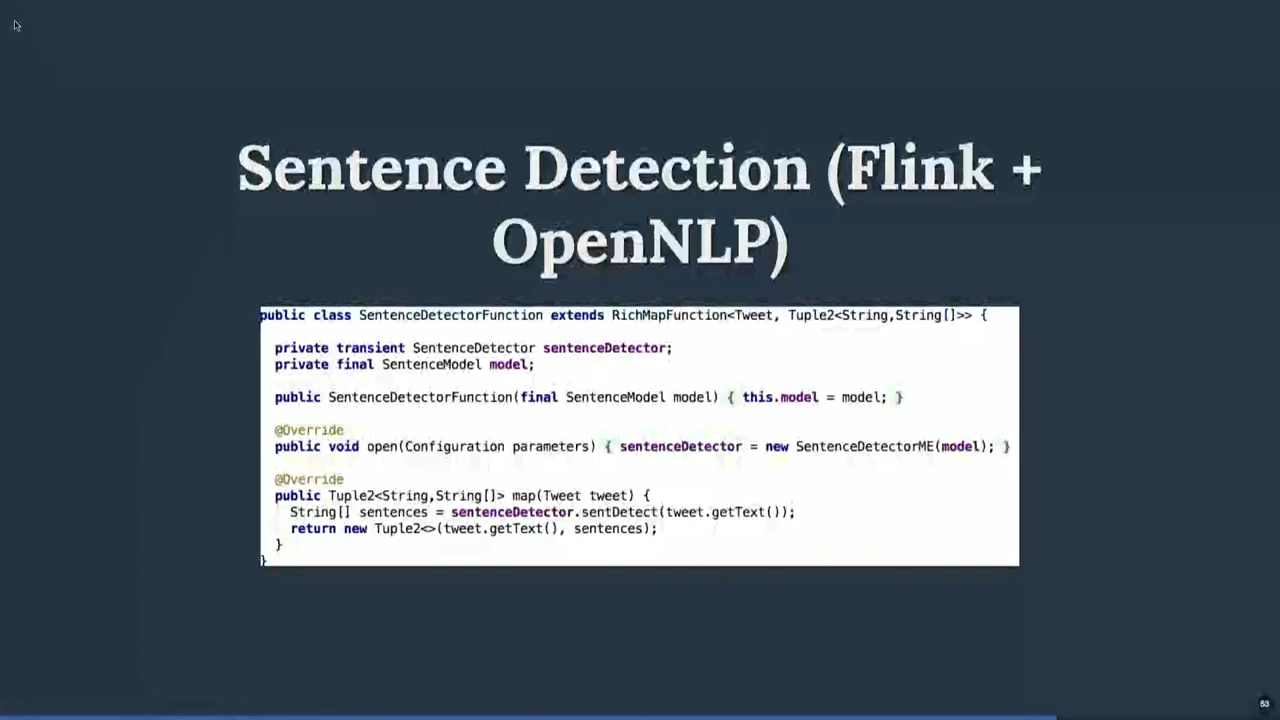 Sentence Detection (Flink +
OpenNLP)
public class SentenceDetectorFunction extends RichMapFunction<Tweet, Tuple2<String,String[]>> {
private transient SentenceDetector sentenceDetector;
private final SentenceModel model;
public SentenceDetectorFunction(final SentenceModel model) { this.model = model; }
@Override
public void open(Configuration parameters) { sentenceDetector = new SentenceDetectorME(model); }
@Override
public Tuple2<String,String[]> map(Tweet tweet) {
String[] sentences = sentenceDetector.sentDetect(tweet.getText());
return new Tuple2<>(tweet.getText(), sentences);
}
}
53